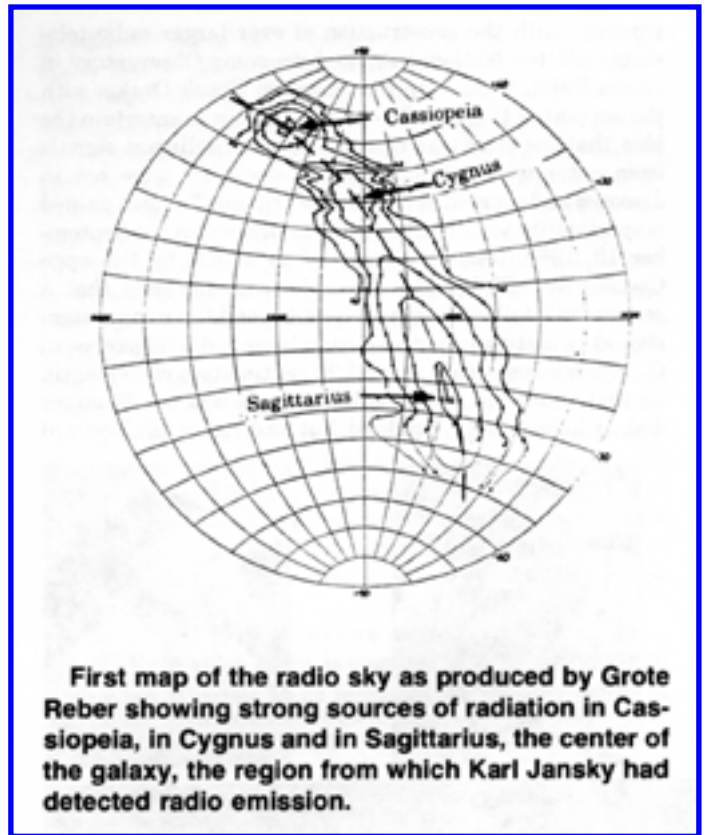 Cassiopeia
Cygnus
Sagittarius
First map of the radio sky as produced by Grote
Reber showing strong sources of radiation in Cas-
siopeia, in Cygnus and in Sagittarius, the center of
the galaxy, the region from which Karl Jansky had
detected radio emission.